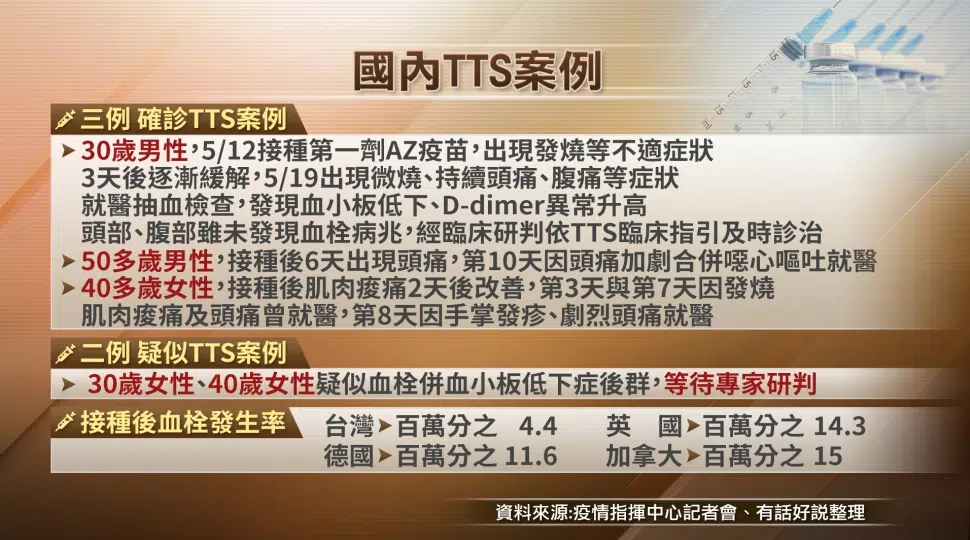 國內TTS案例
三例 確診TTS案例
30歲男性,5/12接種第一劑AZ疫苗,出現發燒等不適症狀
3天後逐漸緩解,5/19出現微燒、持續頭痛、腹痛等症狀
就醫抽血檢查,發現血小板低下、D-dimer異常升高
頭部、腹部雖未發現血栓病兆,經臨床研判依TTS臨床指引及時診治
50多歲男性,接種後6天出現頭痛,第10天因頭痛加劇合併噁心嘔吐就醫
40多歲女性,接種後肌肉痠痛2天後改善,第3天與第7天因發燒
肌肉痠痛及頭痛曾就醫,第8天因手掌發疹、劇烈頭痛就醫
二例 疑似TTS案例
30歲女性、40歲女性疑似血栓併血小板低下症後群,等待專家研判
接種後血栓發生率
台灣➤百萬分之 4.4 英 國➤百萬分之 14.3
德國➤百萬分之 11.6 加拿大➤百萬分之 15
資料來源:疫情指揮中心記者會、有話好説整理